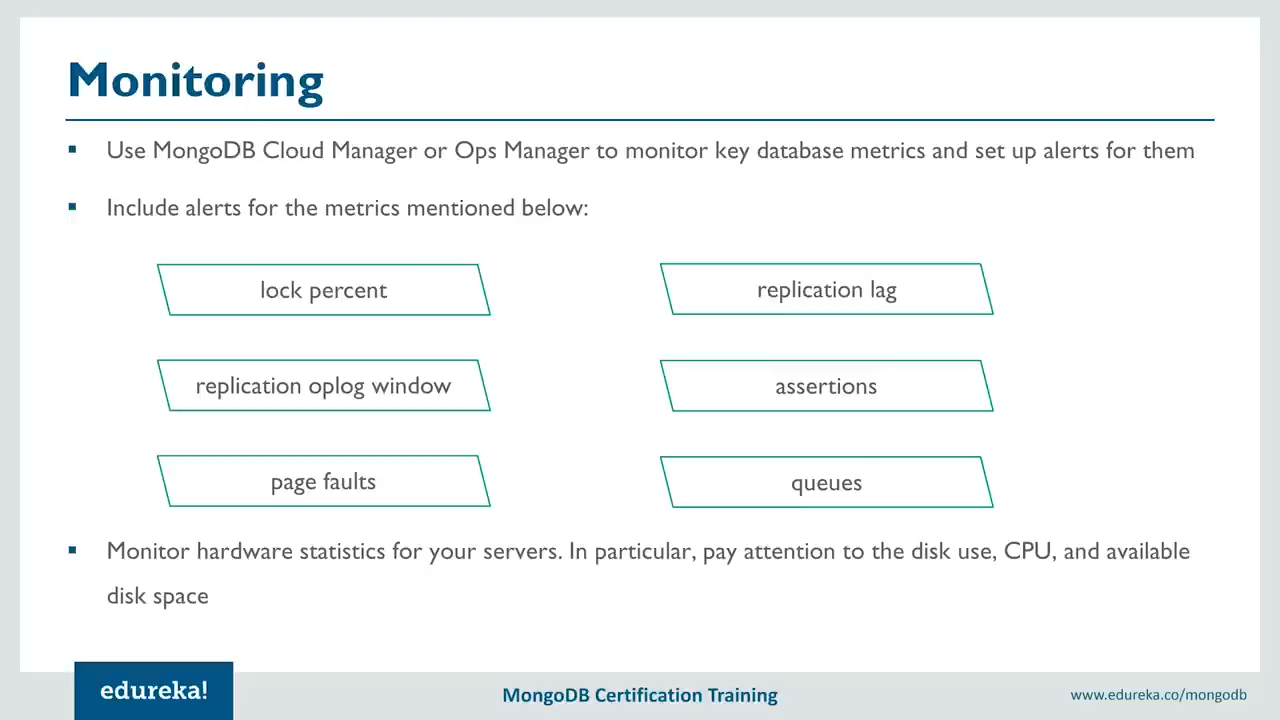 Monitoring
Use MongoDB Cloud Manager or Ops Manager to monitor key database metrics and set up alerts for them
Include alerts for the metrics mentioned below:
lock percent
replication lag
replication oplog window
assertions
page faults
queues
Monitor hardware statistics for your servers. In particular, pay attention to the disk use, CPU, and available
disk space
edureka!
MongoDB Certification Training
www.edureka.co/mongodb